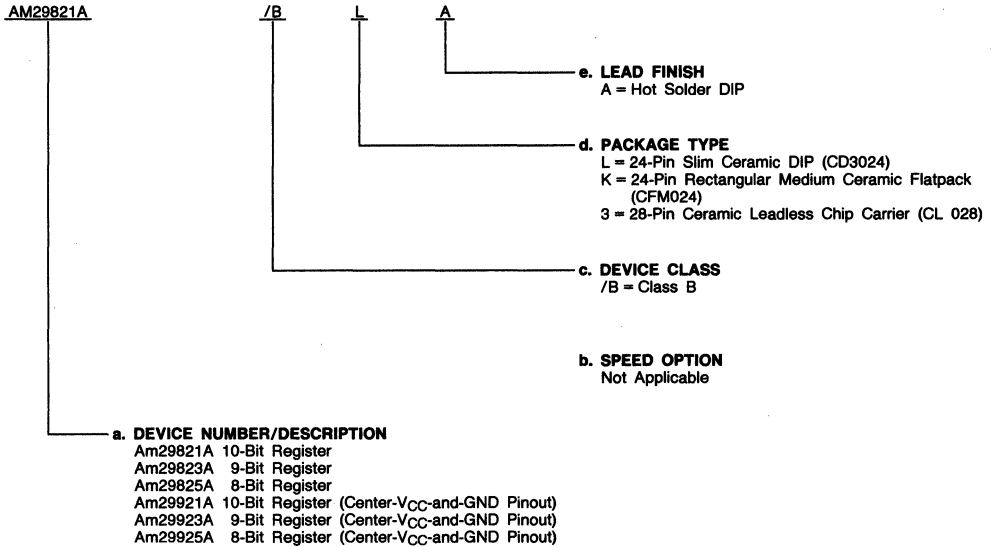 AM29821A /B L A
e. LEAD FINISH
A = Hot Solder DIP
d. PACKAGE TYPE
L = 24-Pin Slim Ceramic DIP (CD3024)
K = 24-Pin Rectangular Medium Ceramic Flatpack
(CFM024)
3 = 28-Pin Ceramic Leadless Chip Carrier (CL 028)
c. DEVICE CLASS
/B = Class B
b. SPEED OPTION
Not Applicable
a. DEVICE NUMBER/DESCRIPTION
Am29821A 10-Bit Register
Am29823A 9-Bit Register
Am29825A 8-Bit Register
Am29921A 10-Bit Register (Center-VCC-and-GND Pinout)
Am29923A 9-Bit Register (Center-VCC-and-GND Pinout)
Am29925A 8-Bit Register (Center-VCC-and-GND Pinout)